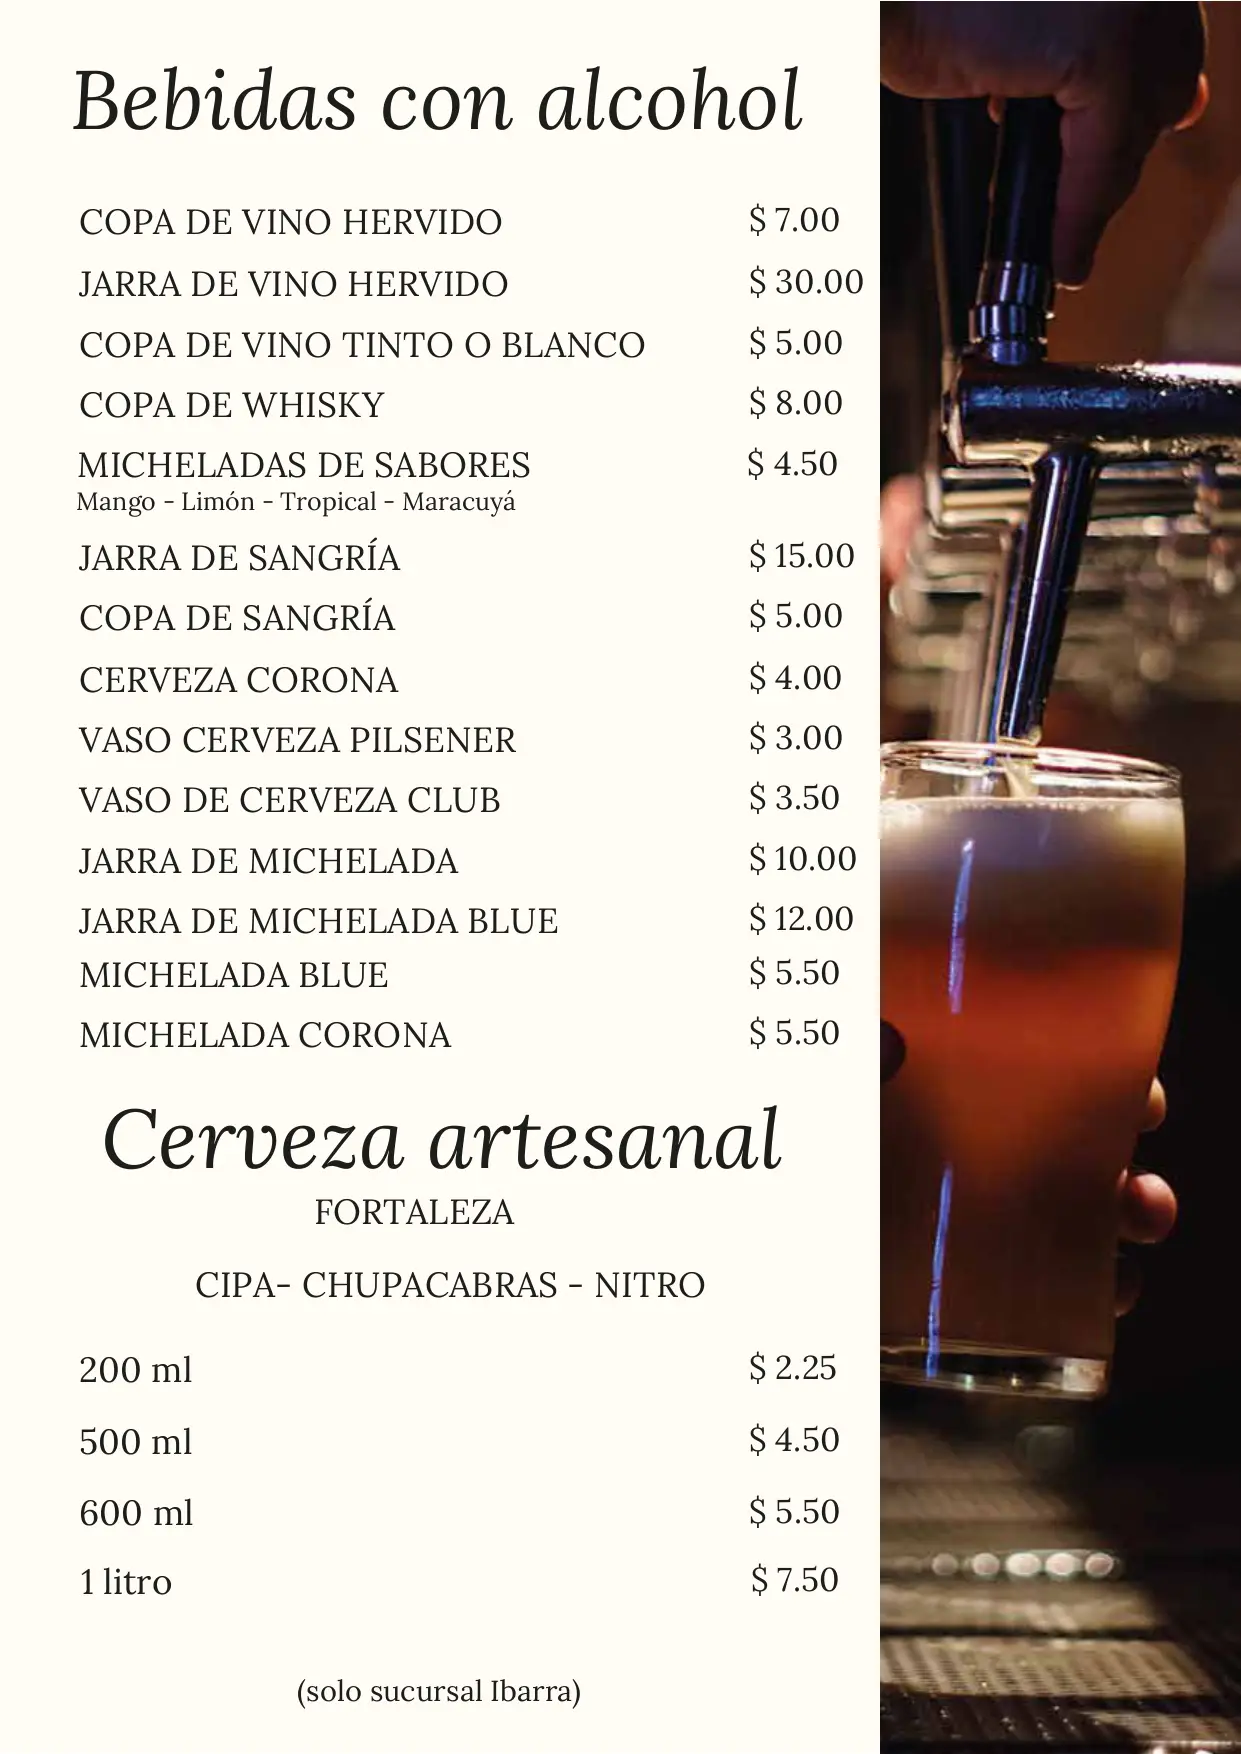 Bebidas con alcohol
COPA DE VINO HERVIDO $ 7.00
JARRA DE VINO HERVIDO $ 30.00
COPA DE VINO TINTO O BLANCO $ 5.00
COPA DE WHISKY $ 8.00
MICHELADAS DE SABORES $ 4.50
Mango - Limón - Tropical - Maracuyá
JARRA DE SANGRÍA $ 15.00
COPA DE SANGRÍA $ 5.00
CERVEZA CORONA $ 4.00
VASO CERVEZA PILSENER $ 3.00
VASO DE CERVEZA CLUB $ 3.50
JARRA DE MICHELADA $ 10.00
JARRA DE MICHELADA BLUE $ 12.00
MICHELADA BLUE $ 5.50
MICHELADA CORONA $ 5.50
Cerveza artesanal
FORTALEZA
CIPA- CHUPACABRAS - NITRO
200 ml $ 2.25
500 ml $ 4.50
600 ml $ 5.50
1 litro $ 7.50
(solo sucursal Ibarra)